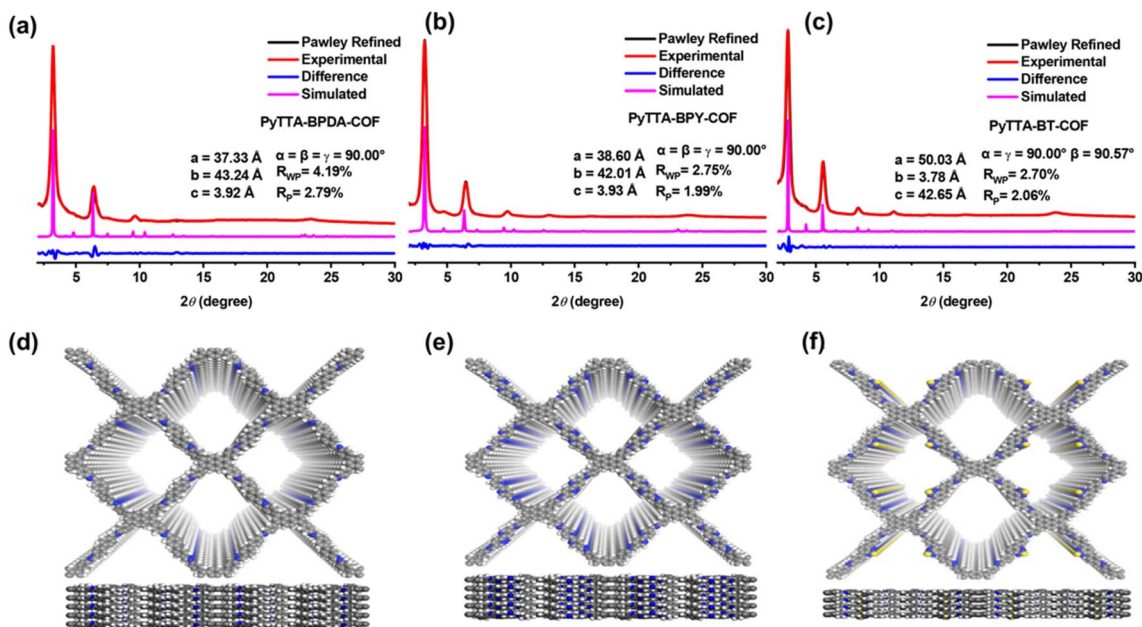 (a)
Pawley Refined
Experimental
Difference
Simulated
PyTTA-BPDA-COF
a = 37.33 Å α = β = γ = 90.00°
b = 43.24 Å R_WP = 4.19%
c = 3.92 Å R_P = 2.79%
5 10 15 20 25 30
2θ (degree)
(b)
Pawley Refined
Experimental
Difference
Simulated
PyTTA-BPY-COF
a = 38.60 Å α = β = γ = 90.00°
b = 42.01 Å R_WP = 2.75%
c = 3.93 Å R_P = 1.99%
5 10 15 20 25 30
2θ (degree)
(c)
Pawley Refined
Experimental
Difference
Simulated
PyTTA-BT-COF
a = 50.03 Å α = γ = 90.00° β = 90.57°
b = 3.78 Å R_WP = 2.70%
c = 42.65 Å R_P = 2.06%
5 10 15 20 25 30
2θ (degree)
(d)
(e)
(f)